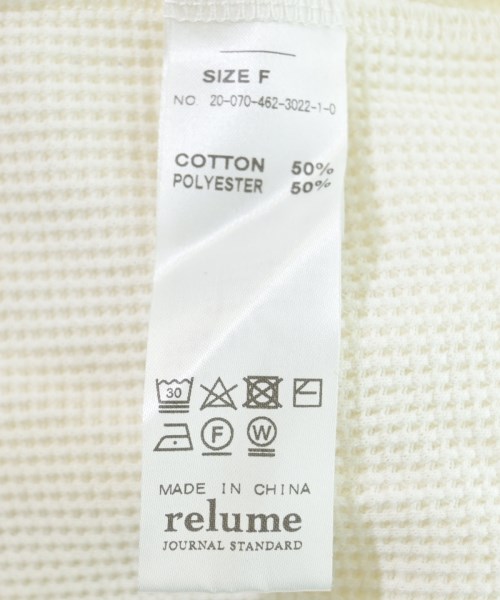 SIZE F
NO. 20-070-462-3022-1-0
COTTON 50%
POLYESTER 50%
30
F W
MADE IN CHINA
relume
JOURNAL STANDARD